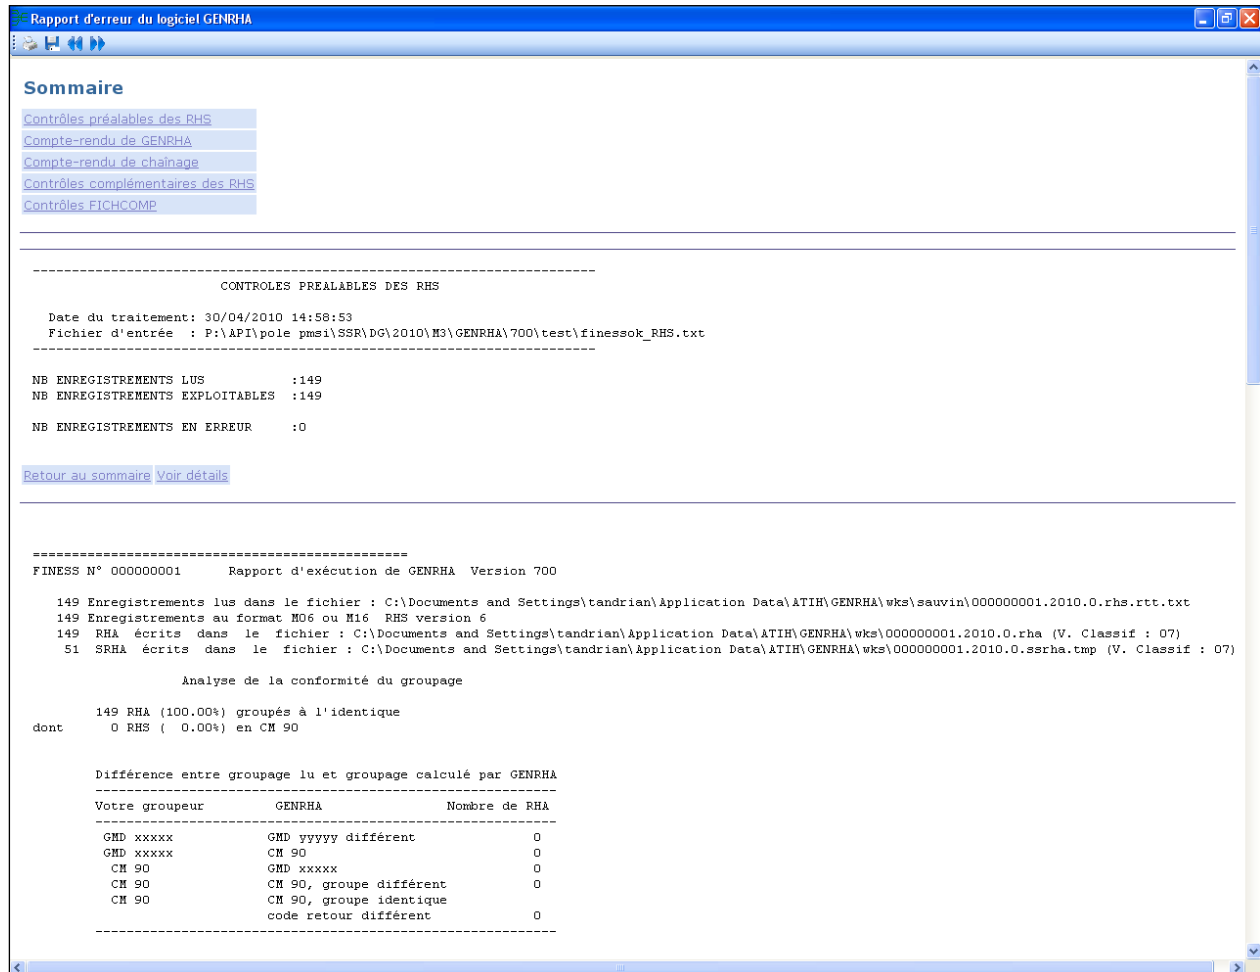 Rapport d'erreur du logiciel GENRHA
Sommaire
Contrôles préalables des RHS
Compte-rendu de GENRHA
Compte-rendu de chaînage
Contrôles complémentaires des RHS
Contrôles FICHCOMP
------------------------------------------------------------------------
CONTROLES PREALABLES DES RHS
Date du traitement: 30/04/2010 14:58:53
Fichier d'entrée : P:\API\pole pmsi\SSR\DG\2010\M3\GENRHA\700\test\finessok_RHS.txt
------------------------------------------------------------------------
NB ENREGISTREMENTS LUS :149
NB ENREGISTREMENTS EXPLOITABLES :149
NB ENREGISTREMENTS EN ERREUR :0
Retour au sommaire Voir détails
================================================
FINESS N° 000000001 Rapport d'exécution de GENRHA Version 700
149 Enregistrements lus dans le fichier : C:\Documents and Settings\tandrian\Application Data\ATIH\GENRHA\wks\sauvin\000000001.2010.0.rhs.rtt.txt
149 Enregistrements au format M06 ou M16 RHS version 6
149 RHA écrits dans le fichier : C:\Documents and Settings\tandrian\Application Data\ATIH\GENRHA\wks\000000001.2010.0.rha (V. Classif : 07)
51 SRHA écrits dans le fichier : C:\Documents and Settings\tandrian\Application Data\ATIH\GENRHA\wks\000000001.2010.0.ssrha.tmp (V. Classif : 07)
Analyse de la conformité du groupage
149 RHA (100.00%) groupés à l'identique
dont 0 RHS ( 0.00%) en CM 90
Différence entre groupage lu et groupage calculé par GENRHA
-----------------------------------------------------------
Votre groupeur GENRHA Nombre de RHA
-----------------------------------------------------------
GMD xxxxx GMD yyyyy différent 0
GMD xxxxx CM 90 0
CM 90 GMD xxxxx 0
CM 90 CM 90, groupe différent 0
CM 90 CM 90, groupe identique
code retour différent 0
-----------------------------------------------------------